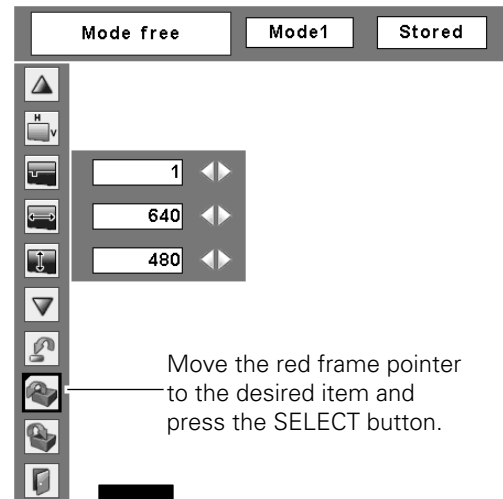 Mode free
Mode1
Stored
H
V
1
640
480
Move the red frame pointer
to the desired item and
press the SELECT button.